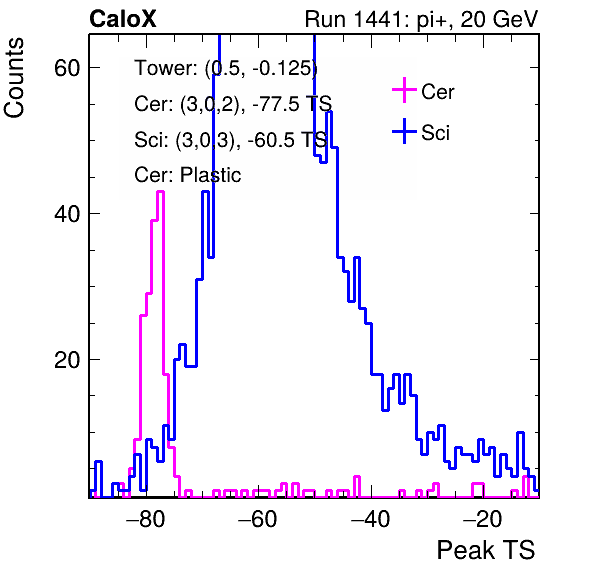 CaloX Run 1441: pi+, 20 GeV
Counts
Tower: (0.5, -0.125)
Cer: (3,0,2), -77.5 TS
Sci: (3,0,3), -60.5 TS
Cer: Plastic
Cer
Sci
60
40
20
−80 −60 −40 −20
Peak TS